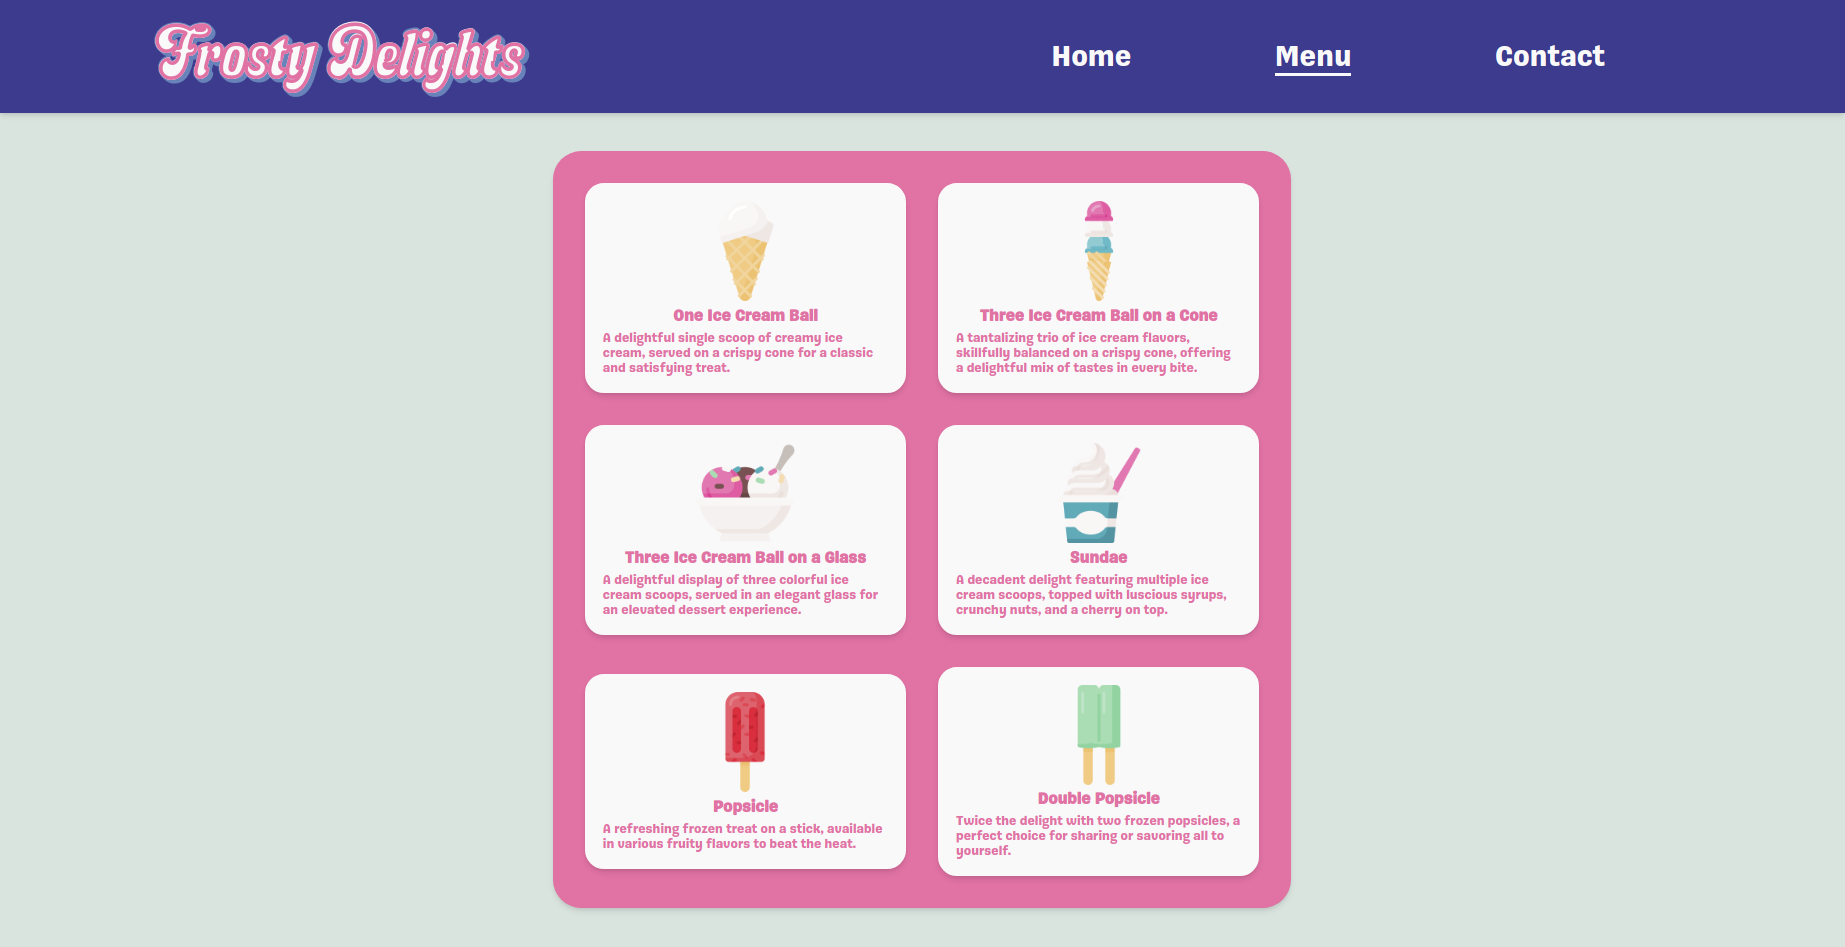 Frosty Delights
Home
Menu
Contact
One Ice Cream Ball
A delightful single scoop of creamy ice
cream, served on a crispy cone for a classic
and satisfying treat.
Three Ice Cream Ball on a Cone
A tantalizing trio of ice cream flavors,
skillfully balanced on a crispy cone, offering
a delightful mix of tastes in every bite.
Three Ice Cream Ball on a Glass
A delightful display of three colorful ice
cream scoops, served in an elegant glass for
an elevated dessert experience.
Sundae
A decadent delight featuring multiple ice
cream scoops, topped with luscious syrups,
crunchy nuts, and a cherry on top.
Popsicle
A refreshing frozen treat on a stick, available
in various fruity flavors to beat the heat.
Double Popsicle
Twice the delight with two frozen popsicles, a
perfect choice for sharing or savoring all to
yourself.